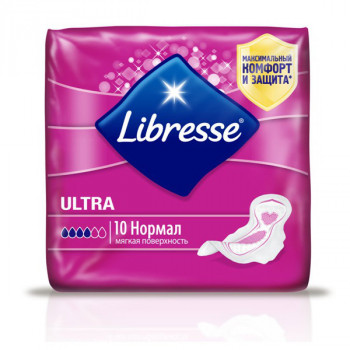 МАКСИМАЛЬНЫЙ
КОМФОРТ
И ЗАЩИТА*
Libresse®
ULTRA
10 Нормал
мягкая поверхность